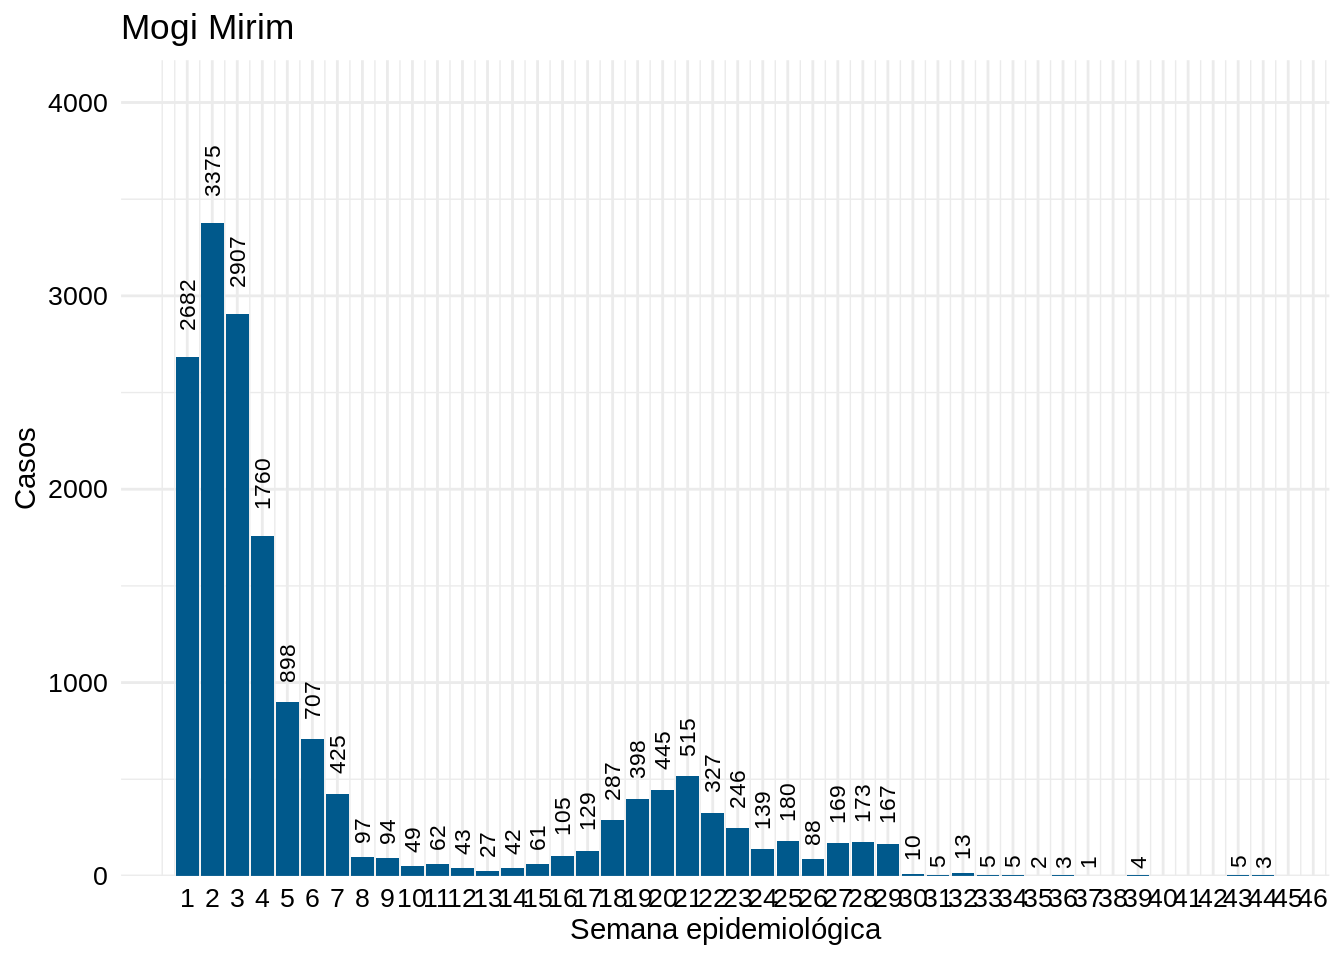 Mogi Mirim
Casos
4000
3000
2000
1000
0
2682 3375 2907 1760 898 707 425 97 94 49 62 43 27 42 61 105 129 287 398 445 515 327 246 139 180 88 169 173 167 10 5 13 5 5 2 3 1 4 5 3
1 2 3 4 5 6 7 8 9 10 11 12 13 14 15 16 17 18 19 20 21 22 23 24 25 26 27 28 29 30 31 32 33 34 35 36 37 38 39 40 41 42 43 44 45 46
Semana epidemiológica